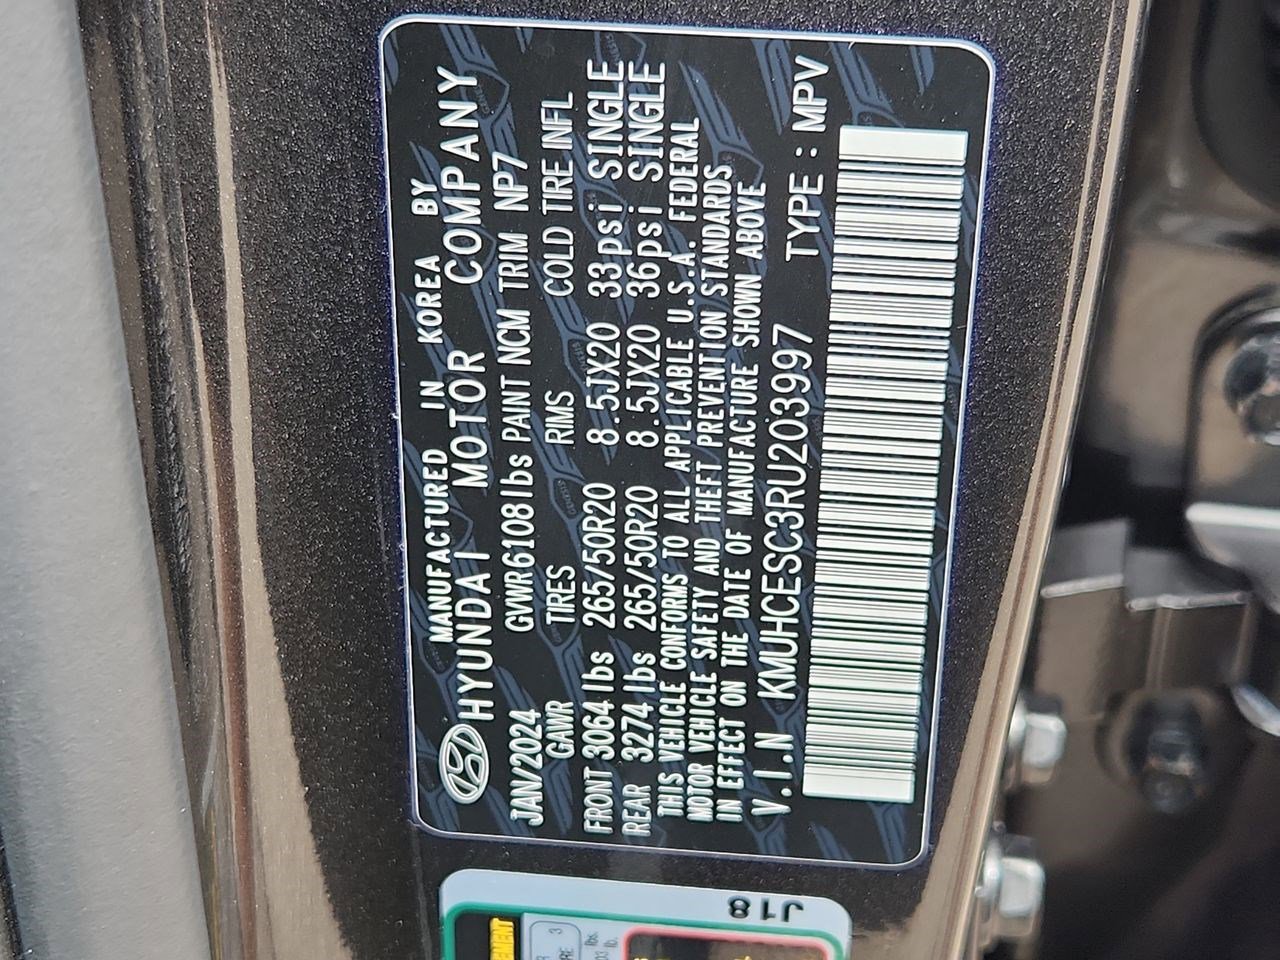 MANUFACTURED IN KOREA BY
HYUNDAI MOTOR COMPANY
JAN/2024 GVWR6108lbs PAINT NCM TRIM NP7
GAWR TIRES RIMS COLD TIRE INFL
FRONT 3064 lbs 265/50R20 8.5JX20 33psi SINGLE
REAR 3274 lbs 265/50R20 8.5JX20 36psi SINGLE
THIS VEHICLE CONFORMS TO ALL APPLICABLE U.S.A. FEDERAL
MOTOR VEHICLE SAFETY AND THEFT PREVENTION STANDARDS
IN EFFECT ON THE DATE OF MANUFACTURE SHOWN ABOVE
V.I.N KMUHCESC3RU203997 TYPE : MPV
J18